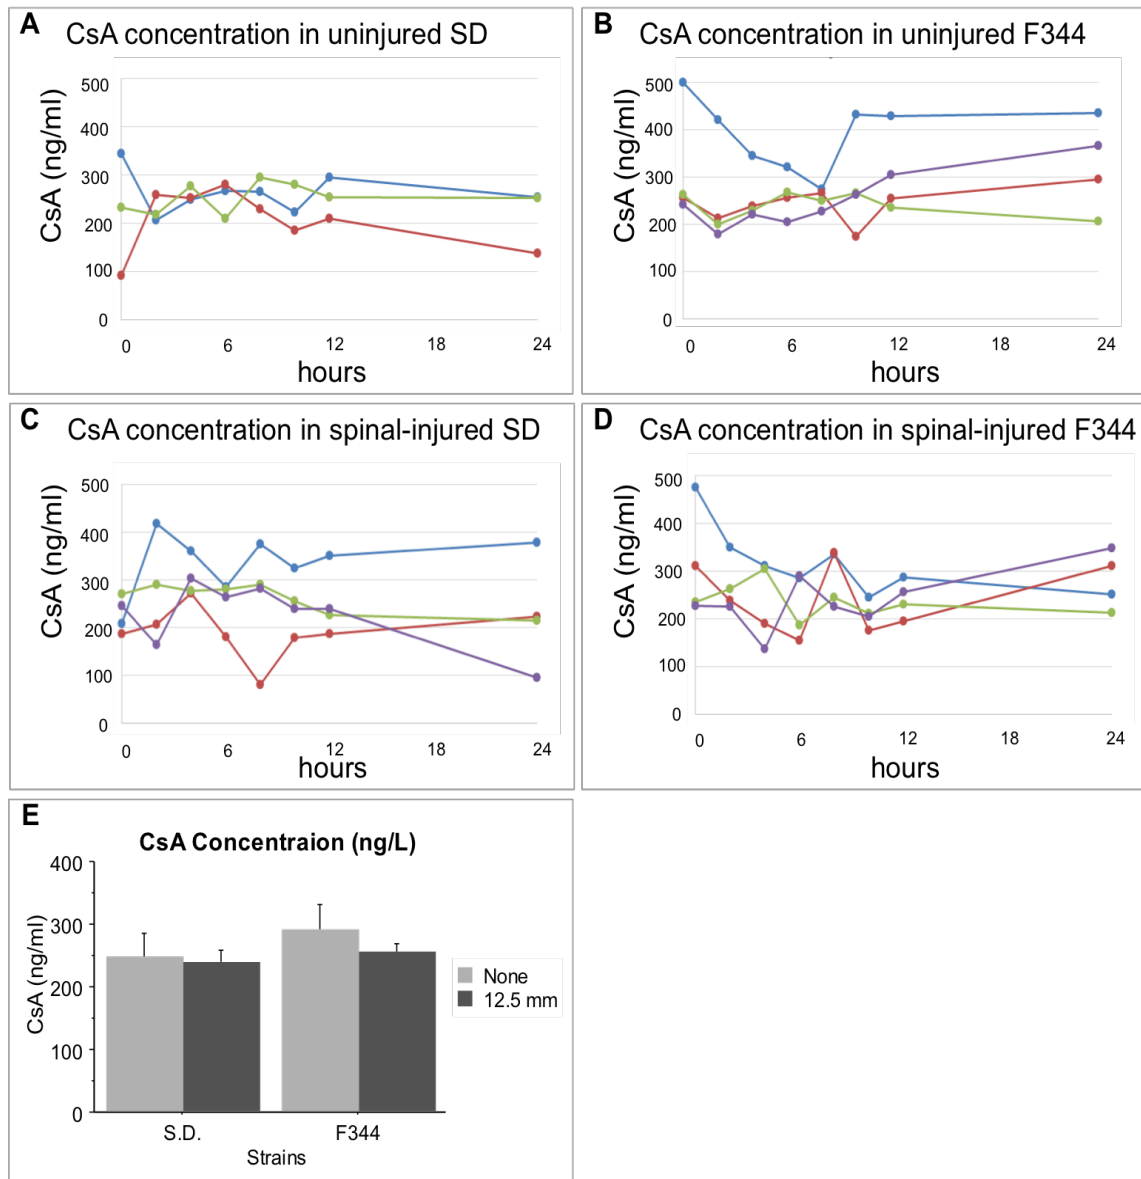 A
CsA concentration in uninjured SD
CsA (ng/ml)
500
400
300
200
100
0
0 6 12 18 24
hours
B
CsA concentration in uninjured F344
CsA (ng/ml)
500
400
300
200
100
0
0 6 12 18 24
hours
C
CsA concentration in spinal-injured SD
CsA (ng/ml)
500
400
300
200
100
0
0 6 12 18 24
hours
D
CsA concentration in spinal-injured F344
CsA (ng/ml)
500
400
300
200
100
0
0 6 12 18 24
hours
E
CsA Concentraion (ng/L)
CsA (ng/ml)
400
300
200
100
0
S.D. F344
Strains
None
12.5 mm